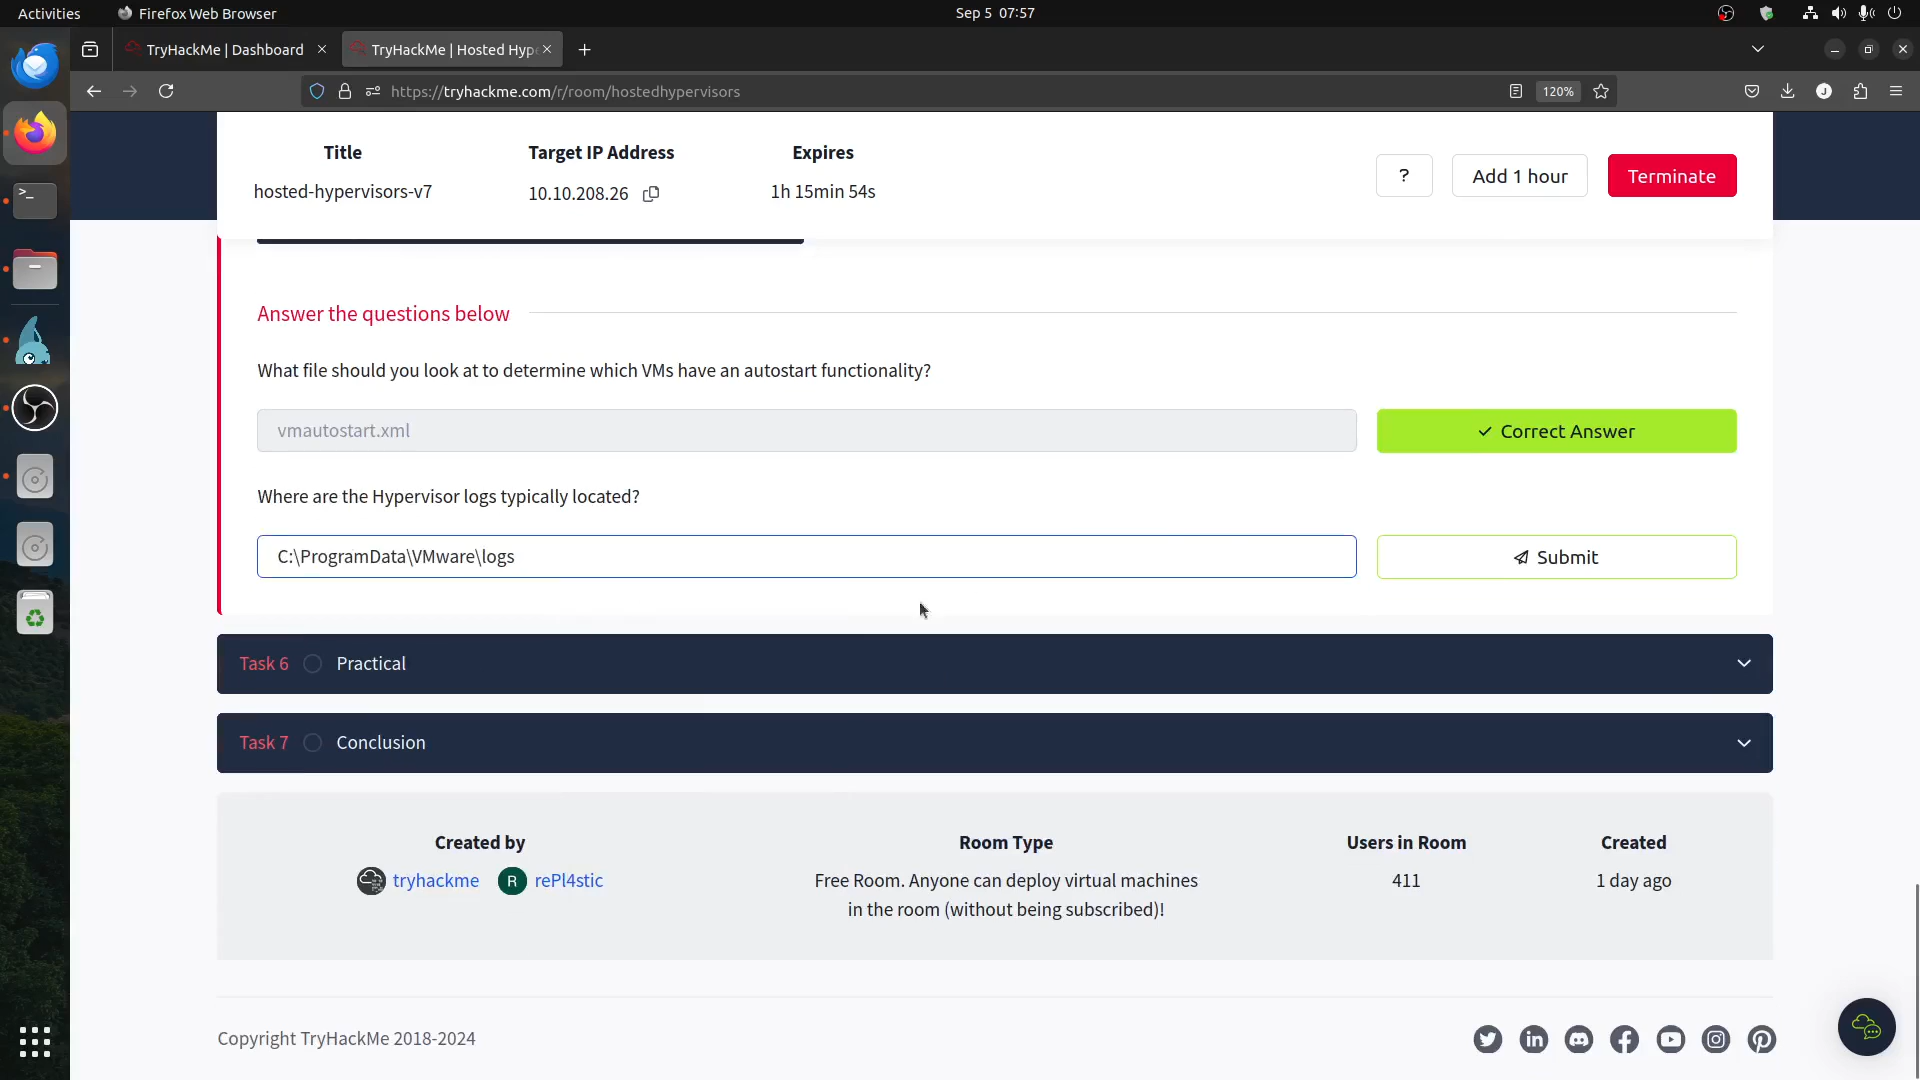 Activities
Firefox Web Browser
Sep 5 07:57
TryHackMe | Dashboard
TryHackMe | Hosted Hyp
https://tryhackme.com/r/room/hostedhypervisors
120%
J
Title
Target IP Address
Expires
hosted-hypervisors-v7
10.10.208.26
1h 15min 54s
?
Add 1 hour
Terminate
Answer the questions below
What file should you look at to determine which VMs have an autostart functionality?
vmautostart.xml
Correct Answer
Where are the Hypervisor logs typically located?
C:\ProgramData\VMware\logs
Submit
Task 6
Practical
Task 7
Conclusion
Created by
Room Type
Users in Room
Created
tryhackme
R
rePl4stic
Free Room. Anyone can deploy virtual machines
in the room (without being subscribed)!
411
1 day ago
Copyright TryHackMe 2018-2024